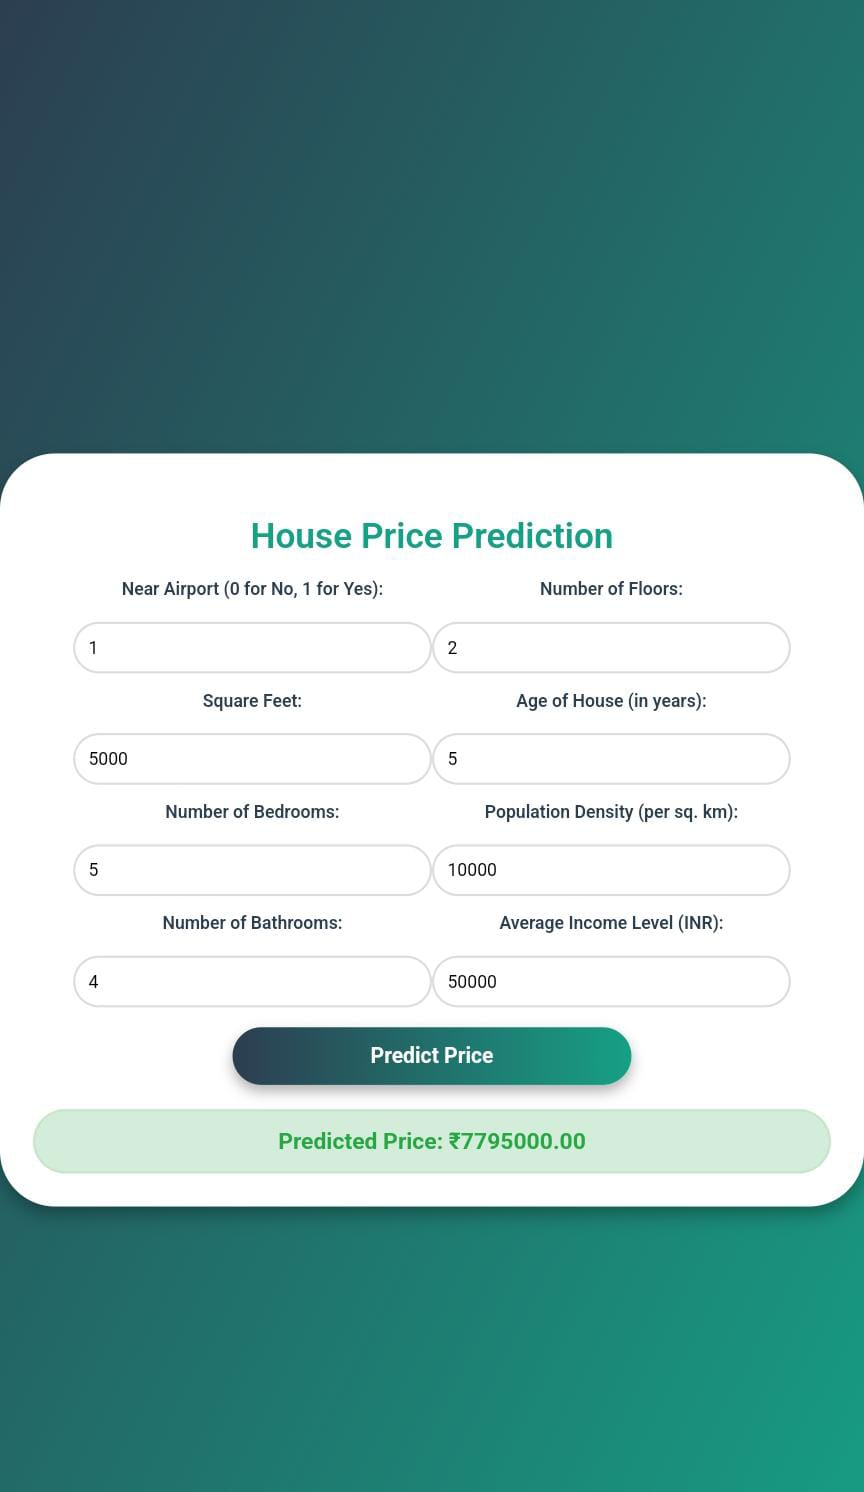 House Price Prediction
Near Airport (0 for No, 1 for Yes):
Number of Floors:
1
2
Square Feet:
Age of House (in years):
5000
5
Number of Bedrooms:
Population Density (per sq. km):
5
10000
Number of Bathrooms:
Average Income Level (INR):
4
50000
Predict Price
Predicted Price: ₹7795000.00